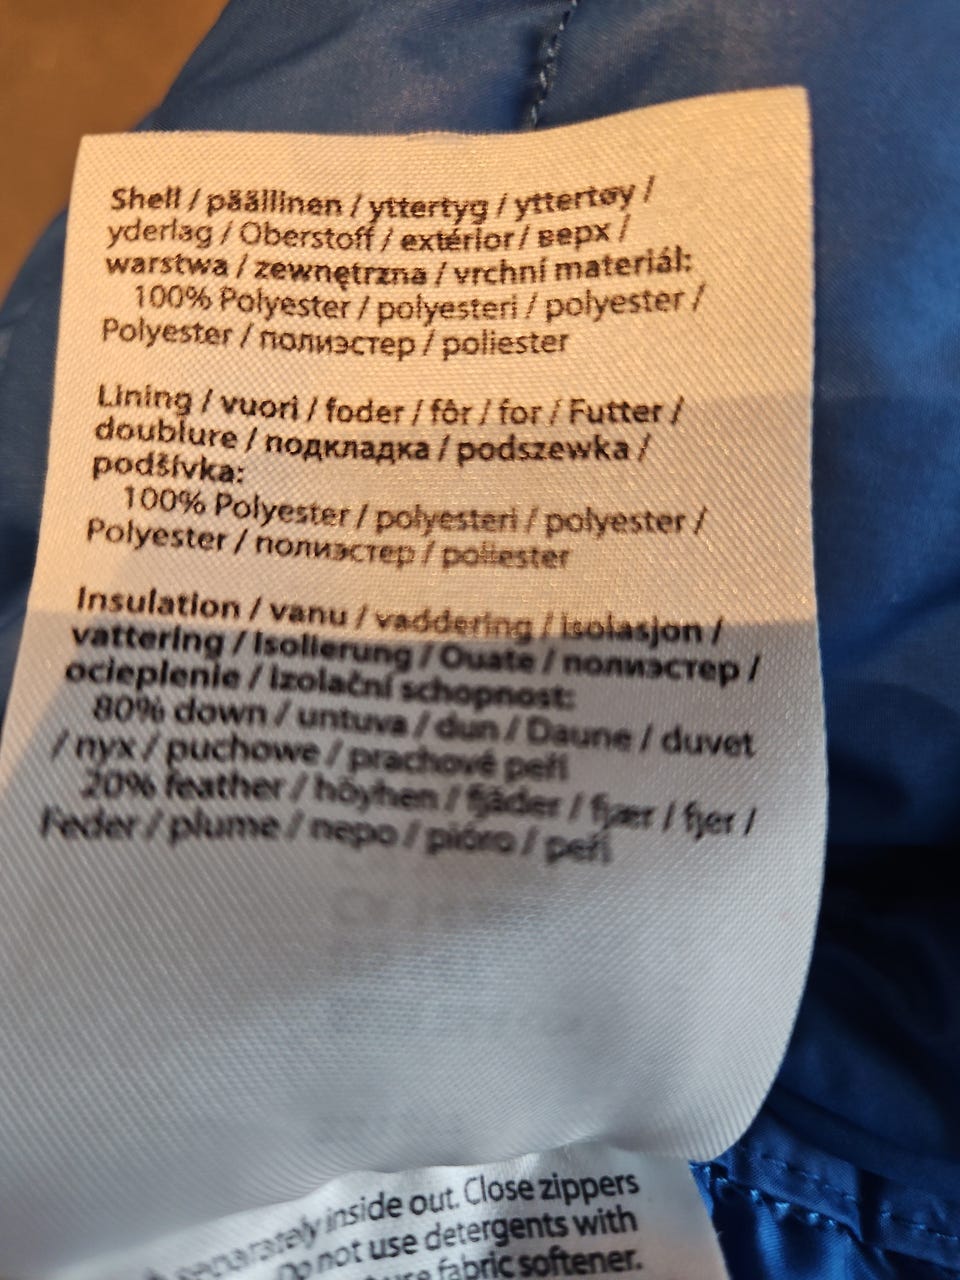 Shell / päällinen / yttertyg / yttertøy /
yderlag / Oberstoff / extérior / верх /
warstwa / zewnętrzna / vrchní materiál:
100% Polyester / polyesteri / polyester /
Polyester / полиэстер / poliester
Lining / vuori / foder / fôr / for / Futter /
doublure / подкладка / podszewka /
podšívka:
100% Polyester / polyesteri / polyester /
Polyester / полиэстер / poliester
Insulation / vanu / vaddering / isolasjon /
vattering / Isolierung / Ouate / полиэстер /
ocieplenie / izolační schopnost:
80% down / untuva / dun / Daune / duvet
/ пух / puchowe / prachové peří
20% feather / höyhen / fjäder / fjær / fjer /
Feder / plume / перо / pióro / peří
separately inside out. Close zippers
Do not use detergents with
use fabric softener.